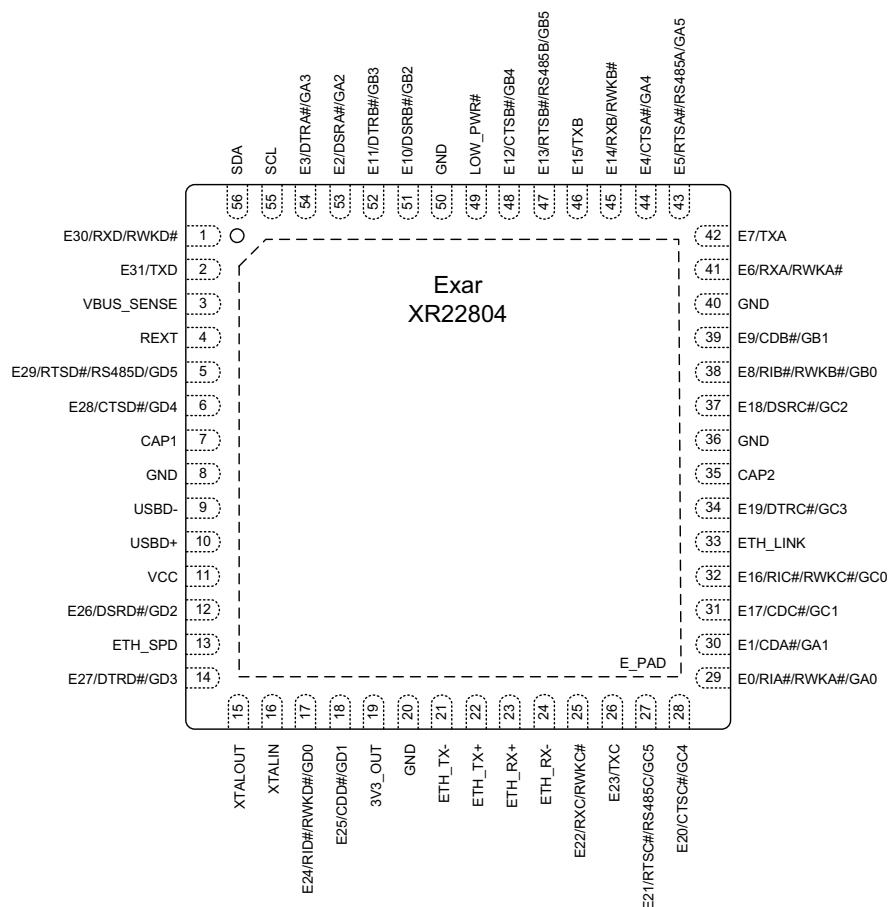 SDA
SCL
E3/DTRA#/GA3
E2/DSRA#/GA2
E11/DTRB#/GB3
E10/DSRB#/GB2
GND
LOW_PWR#
E12/CTSB#/GB4
E13/RTSB#/RS485B/GB5
E15/TXB
E14/RXB/RWKB#
E4/CTSA#/GA4
E5/RTSA#/RS485A/GA5
56
55
54
53
52
51
50
49
48
47
46
45
44
43
E30/RXD/RWKD# 1
E31/TXD 2
VBUS_SENSE 3
REXT 4
E29/RTSD#/RS485D/GD5 5
E28/CTSD#/GD4 6
CAP1 7
GND 8
USBD- 9
USBD+ 10
VCC 11
E26/DSRD#/GD2 12
ETH_SPD 13
E27/DTRD#/GD3 14
Exar
XR22804
E_PAD
42 E7/TXA
41 E6/RXA/RWKA#
40 GND
39 E9/CDB#/GB1
38 E8/RIB#/RWKB#/GB0
37 E18/DSRC#/GC2
36 GND
35 CAP2
34 E19/DTRC#/GC3
33 ETH_LINK
32 E16/RIC#/RWKC#/GC0
31 E17/CDC#/GC1
30 E1/CDA#/GA1
29 E0/RIA#/RWKA#/GA0
15
16
17
18
19
20
21
22
23
24
25
26
27
28
XTALOUT
XTALIN
E24/RID#/RWKD#/GD0
E25/CDD#/GD1
3V3_OUT
GND
ETH_TX-
ETH_TX+
ETH_RX+
ETH_RX-
E22/RXC/RWKC#
E23/TXC
E21/RTSC#/RS485C/GC5
E20/CTSC#/GC4